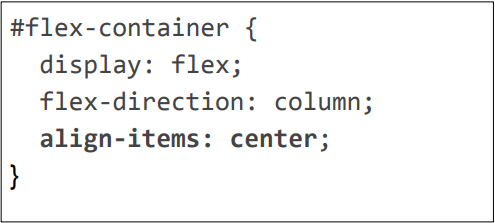 #flex-container {
  display: flex;
  flex-direction: column;
  align-items: center;
}